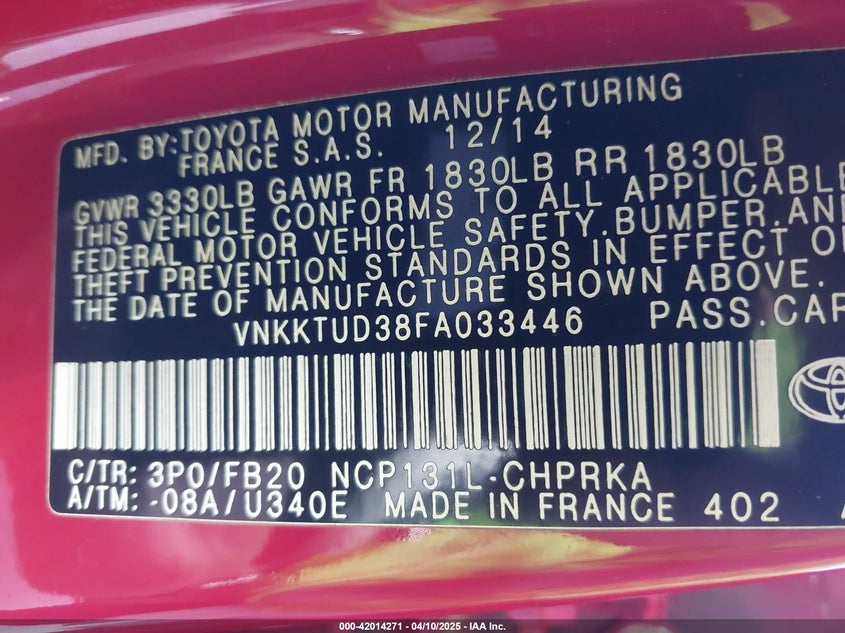 MFD. BY:TOYOTA MOTOR MANUFACTURING
FRANCE S.A.S. 12/14
GVWR 3330LB GAWR FR 1830LB RR 1830LB
THIS VEHICLE CONFORMS TO ALL APPLICABLE
FEDERAL MOTOR VEHICLE SAFETY,BUMPER,AND
THEFT PREVENTION STANDARDS IN EFFECT O
THE DATE OF MANUFACTURE SHOWN ABOVE.
VNKKTUD38FA033446 PASS.CAR
C/TR: 3P0/FB20 NCP131L-CHPRKA
A/TM: -08A/U340E MADE IN FRANCE 402 A
000-42014271 - 04/10/2025 - IAA Inc.